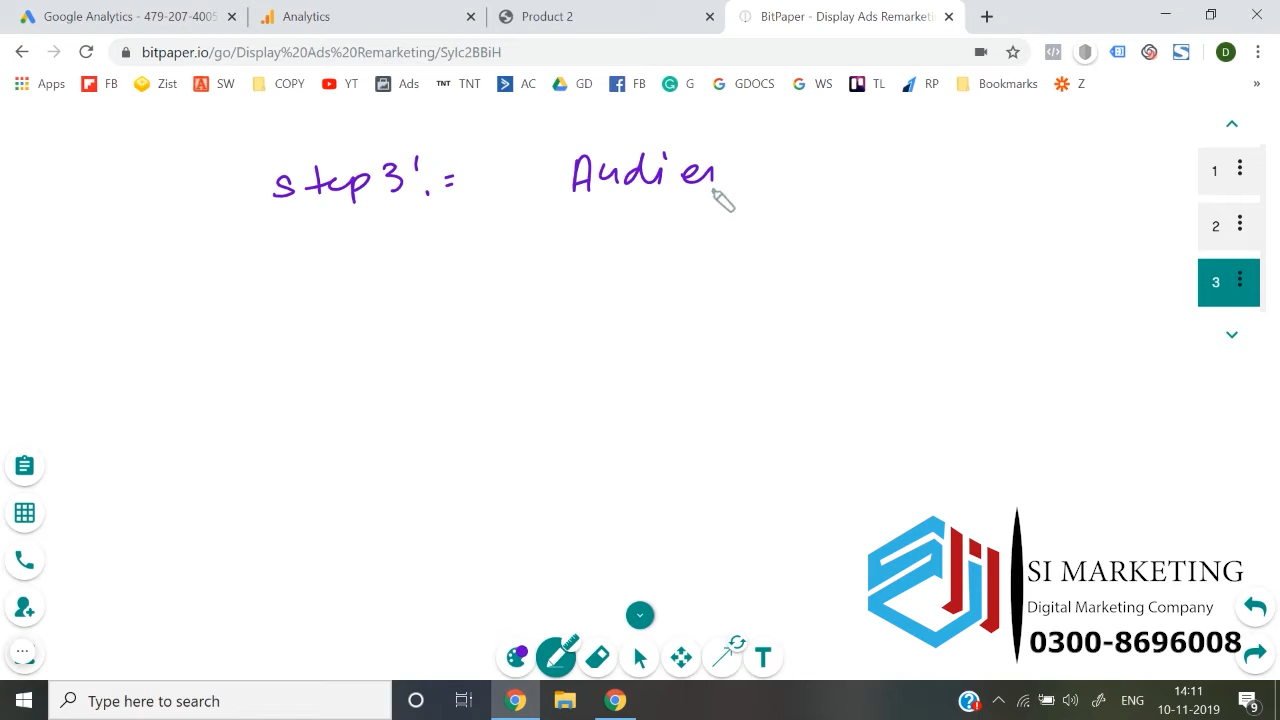 Google Analytics - 479-207-4005
Analytics
Product 2
BitPaper - Display Ads Remarketi
bitpaper.io/go/Display%20Ads%20Remarketing/Sylc2BBiH
D
Apps FB Zist SW COPY YT Ads TNT TNT AC GD FB G GDOCS WS TL RP Bookmarks Z »
step 3 := Audien
1
2
3
SI MARKETING
Digital Marketing Company
0300-8696008
T
Type here to search
ENG
14:11
10-11-2019
9